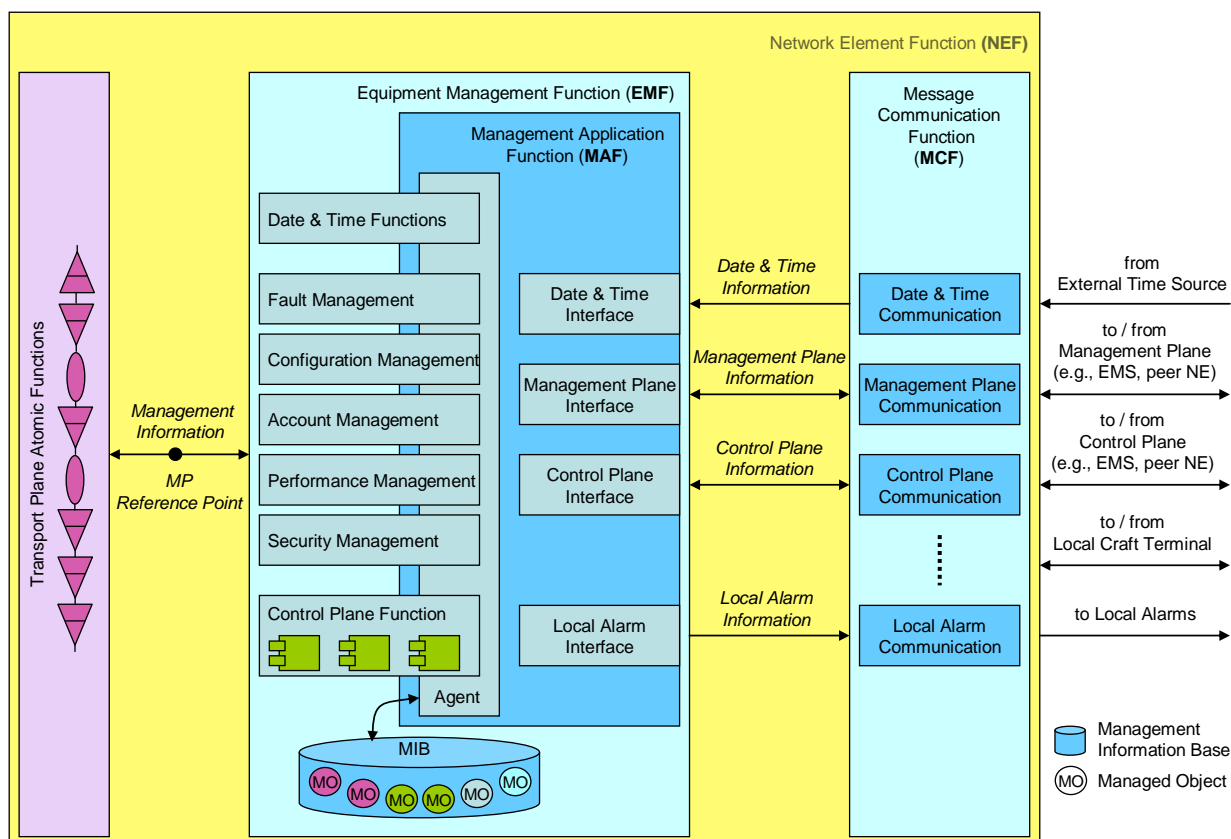 Network Element Function (NEF)
Transport Plane Atomic Functions
Management
Information
MP
Reference Point
Equipment Management Function (EMF)
Management Application
Function (MAF)
Date & Time Functions
Fault Management
Configuration Management
Account Management
Performance Management
Security Management
Control Plane Function
Agent
Date & Time
Interface
Management Plane
Interface
Control Plane
Interface
Local Alarm
Interface
MIB
MO
MO
MO
MO
MO
MO
Date & Time
Information
Management Plane
Information
Control Plane
Information
Local Alarm
Information
Message
Communication
Function
(MCF)
Date & Time
Communication
Management Plane
Communication
Control Plane
Communication
Local Alarm
Communication
from
External Time Source
to / from
Management Plane
(e.g., EMS, peer NE)
to / from
Control Plane
(e.g., EMS, peer NE)
to / from
Local Craft Terminal
to Local Alarms
Management
Information Base
MO
Managed Object